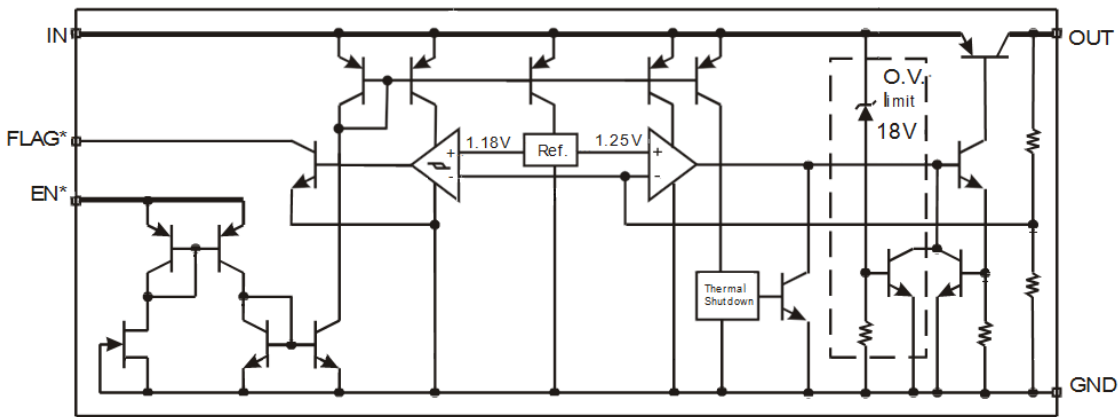 IN
OUT
O.V.
limit
18V
FLAG*
1.18V
Ref.
1.25V
+
+
-
-
EN*
Thermal
Shutdown
GND